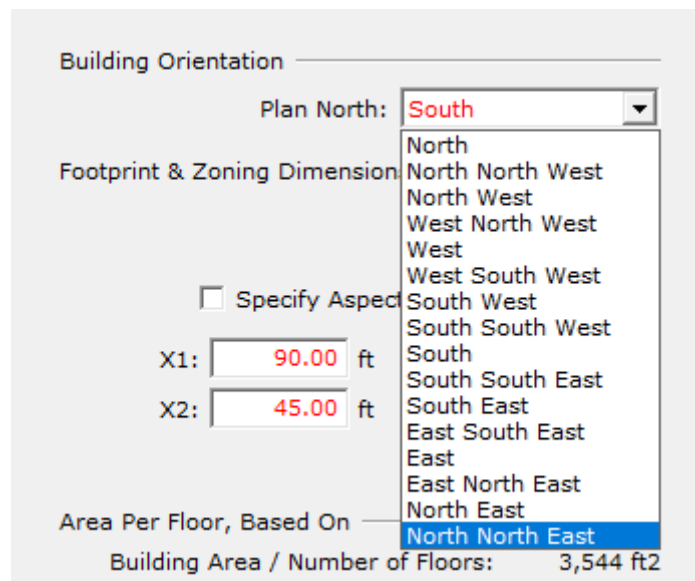 Building Orientation
Plan North: South
North
Footprint & Zoning Dimension
North North West
North West
West North West
West
West South West
Specify Aspect
South West
South South West
X1: 90.00 ft
South
South South East
X2: 45.00 ft
South East
East South East
East
East North East
North East
Area Per Floor, Based On
North North East
Building Area / Number of Floors: 3,544 ft2